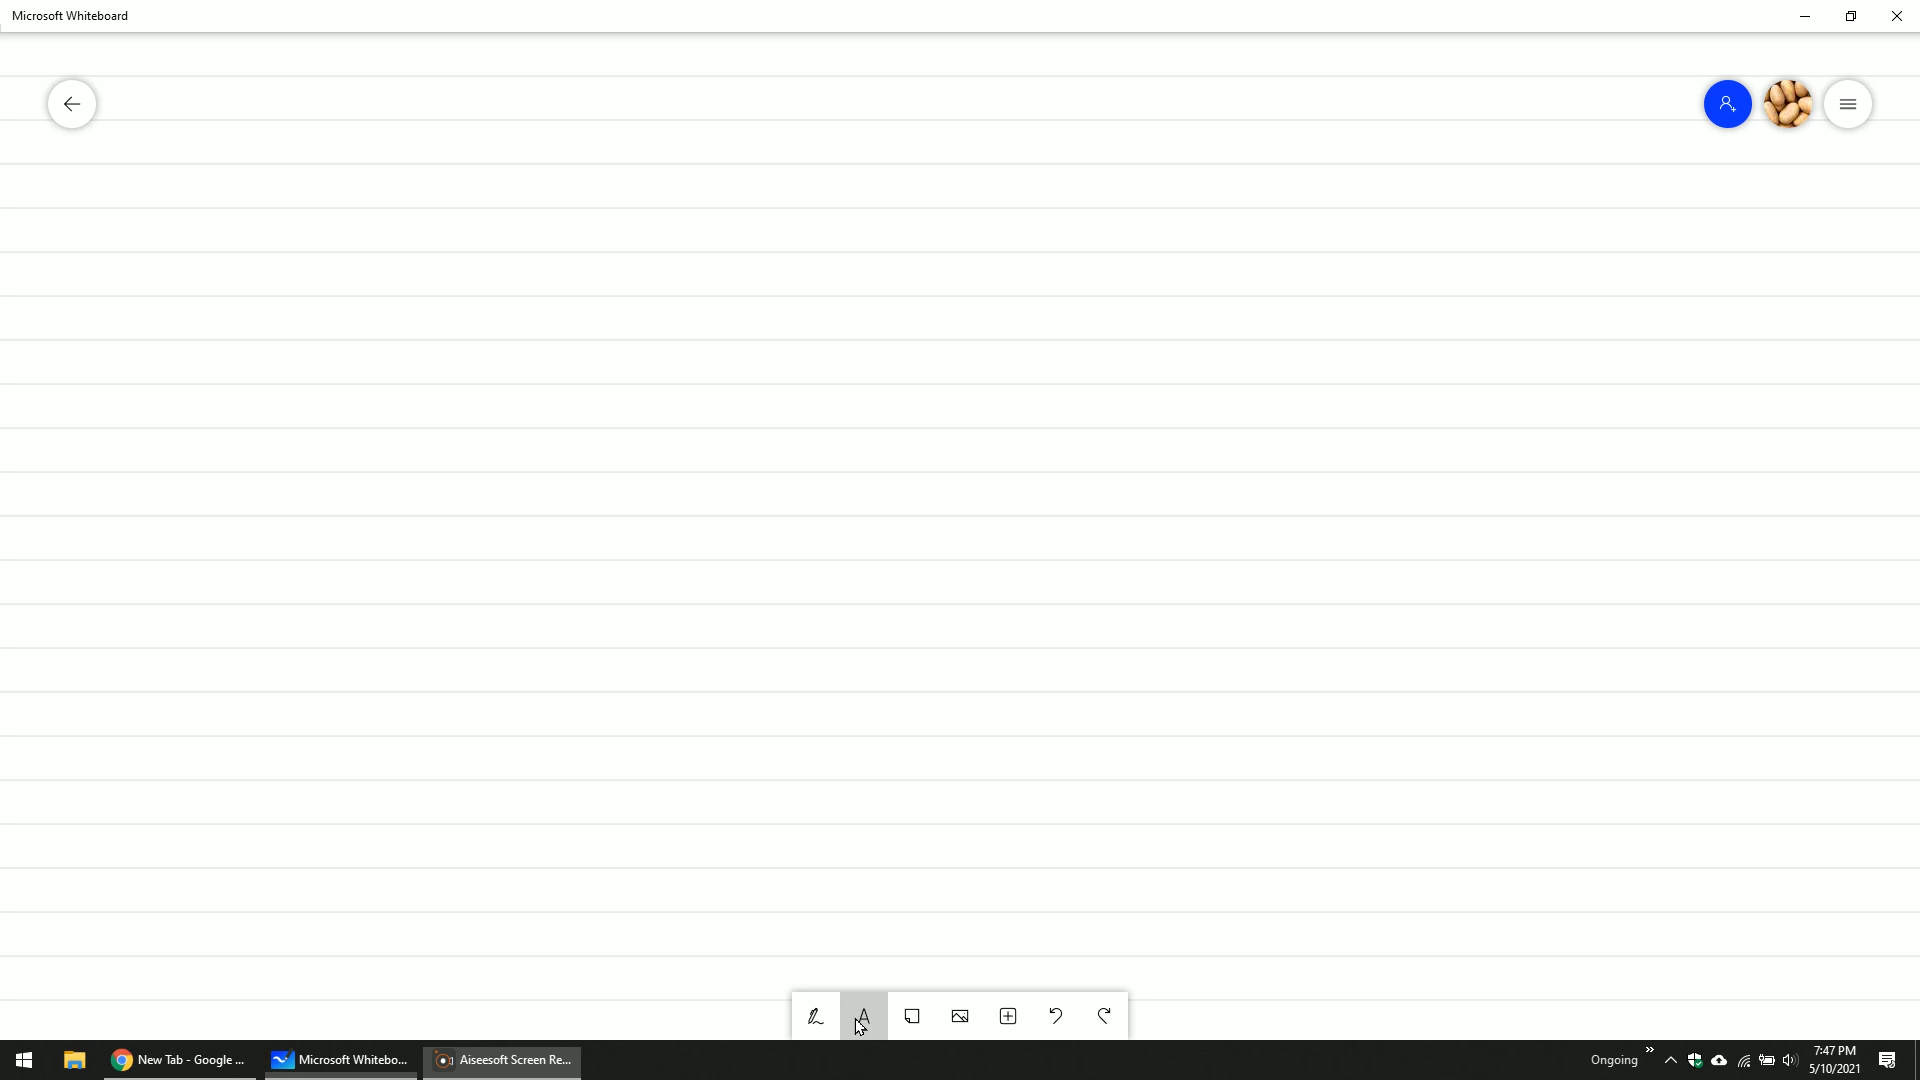 Microsoft Whiteboard
A
New Tab - Google ...
Microsoft Whitebo...
Aiseesoft Screen Re...
Ongoing
7:47 PM
5/10/2021